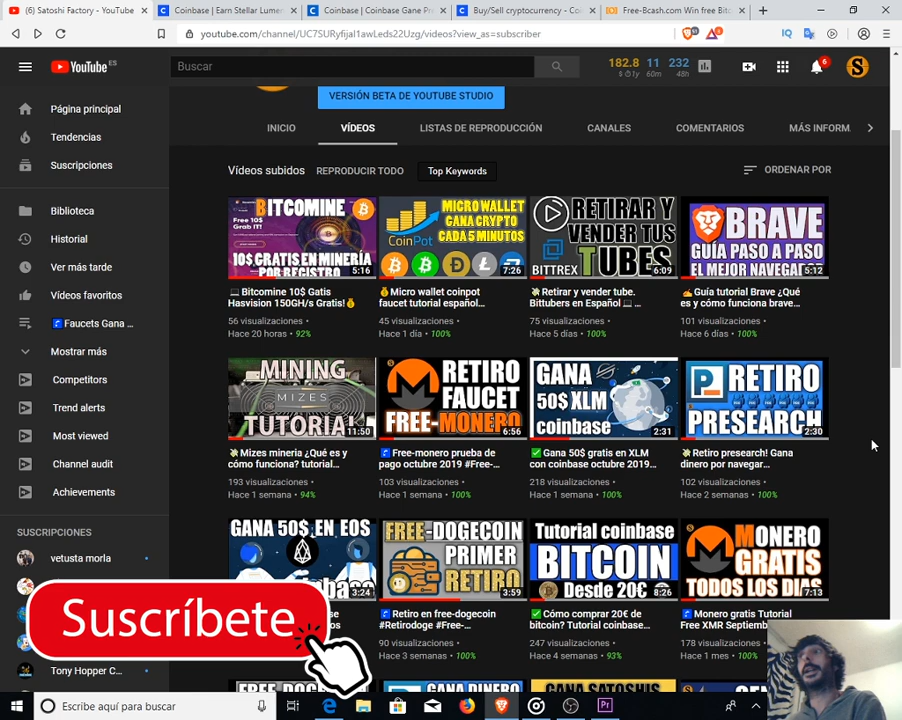 (6) Satoshi Factory - YouTube
Coinbase | Earn Stellar Lumen
Coinbase | Coinbase Gane Pre
Buy/Sell cryptocurrency - Coi
Free-Bcash.com Win free Bitc
youtube.com/channel/UC7SURyfijal1awLeds22Uzg/videos?view_as=subscriber
YouTube ES
Buscar
182.8 11 232
$ 1y 60m 48h
6
VERSIÓN BETA DE YOUTUBE STUDIO
INICIO VÍDEOS LISTAS DE REPRODUCCIÓN CANALES COMENTARIOS MÁS INFORM
Página principal
Tendencias
Suscripciones
Biblioteca
Historial
Ver más tarde
Vídeos favoritos
Faucets Gana ...
Mostrar más
Competitors
Trend alerts
Most viewed
Channel audit
Achievements
SUSCRIPCIONES
vetusta morla
Tony Hopper C...
Vídeos subidos REPRODUCIR TODO Top Keywords ORDENAR POR
BITCOMINE
Free 10$
Grab IT!
10$ GRATIS EN MINERÍA
POR REGISTRO
5:16
Bitcomine 10$ Gatis
Hasvision 150GH/s Gratis!
56 visualizaciones •
Hace 20 horas • 92%
MICRO WALLET
GANA CRYPTO
CADA 5 MINUTOS
CoinPot
7:26
Micro wallet coinpot
faucet tutorial español...
45 visualizaciones •
Hace 1 día • 100%
RETIRAR Y
VENDER TUS
TUBES
BITTREX
6:09
Retirar y vender tube.
Bittubers en Español ...
75 visualizaciones •
Hace 5 días • 100%
BRAVE
GUÍA PASO A PASO
EL MEJOR NAVEGAR
5:12
Guía tutorial Brave ¿Qué
es y cómo funciona brave...
101 visualizaciones •
Hace 6 días • 100%
MINING
MIZES
TUTORIAL
11:50
Mizes mineria ¿Qué es y
cómo funciona? tutorial...
193 visualizaciones •
Hace 1 semana • 94%
RETIRO
FAUCET
FREE-MONERO
6:56
Free-monero prueba de
pago octubre 2019 #Free-...
103 visualizaciones •
Hace 1 semana • 100%
GANA
50$ XLM
coinbase
2:31
Gana 50$ gratis en XLM
con coinbase octubre 2019...
218 visualizaciones •
Hace 1 semana • 100%
RETIRO
PRESEARCH
2:30
Retiro presearch! Gana
dinero por navegar...
102 visualizaciones •
Hace 2 semanas • 100%
GANA 50$ EN EOS
3:24
FREE-DOGECOIN
PRIMER
RETIRO
3:59
Retiro en free-dogecoin
#Retirodoge #Free-...
90 visualizaciones •
Hace 3 semanas • 100%
Tutorial coinbase
BITCOIN
Desde 20€
8:26
Cómo comprar 20€ de
bitcoin? Tutorial coinbase...
247 visualizaciones •
Hace 4 semanas • 93%
MONERO
GRATIS
TODOS LOS DIAS
7:13
Monero gratis Tutorial
Free XMR Septiemb
178 visualizaciones •
Hace 1 mes • 100%
Suscríbete
Escribe aquí para buscar
Pr